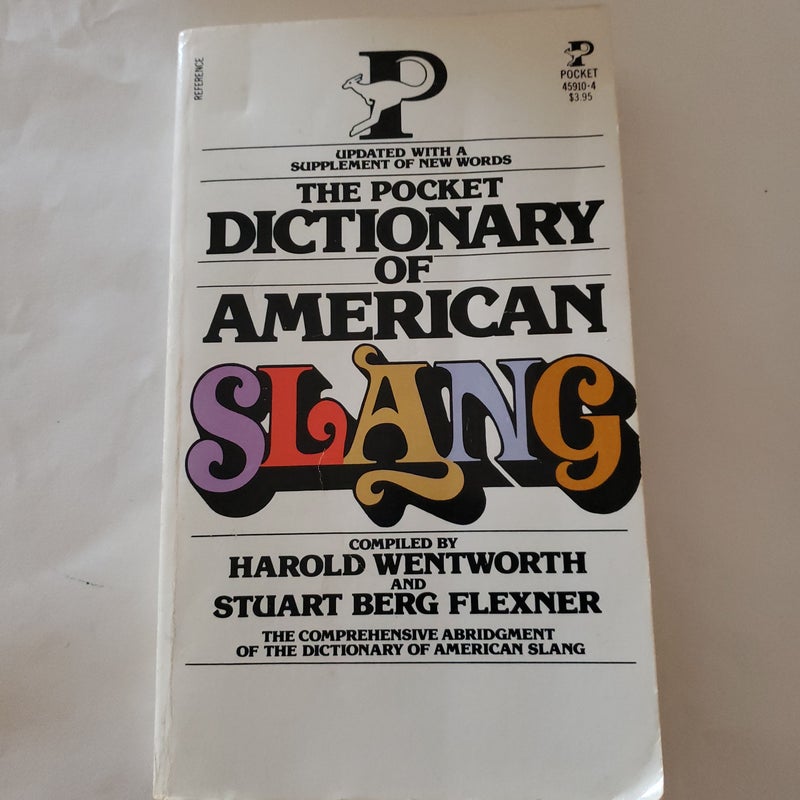 REFERENCE
P
P
POCKET
45910-4
$3.95
UPDATED WITH A
SUPPLEMENT OF NEW WORDS
THE POCKET
DICTIONARY
OF
AMERICAN
SLANG
COMPILED BY
HAROLD WENTWORTH
AND
STUART BERG FLEXNER
THE COMPREHENSIVE ABRIDGMENT
OF THE DICTIONARY OF AMERICAN SLANG